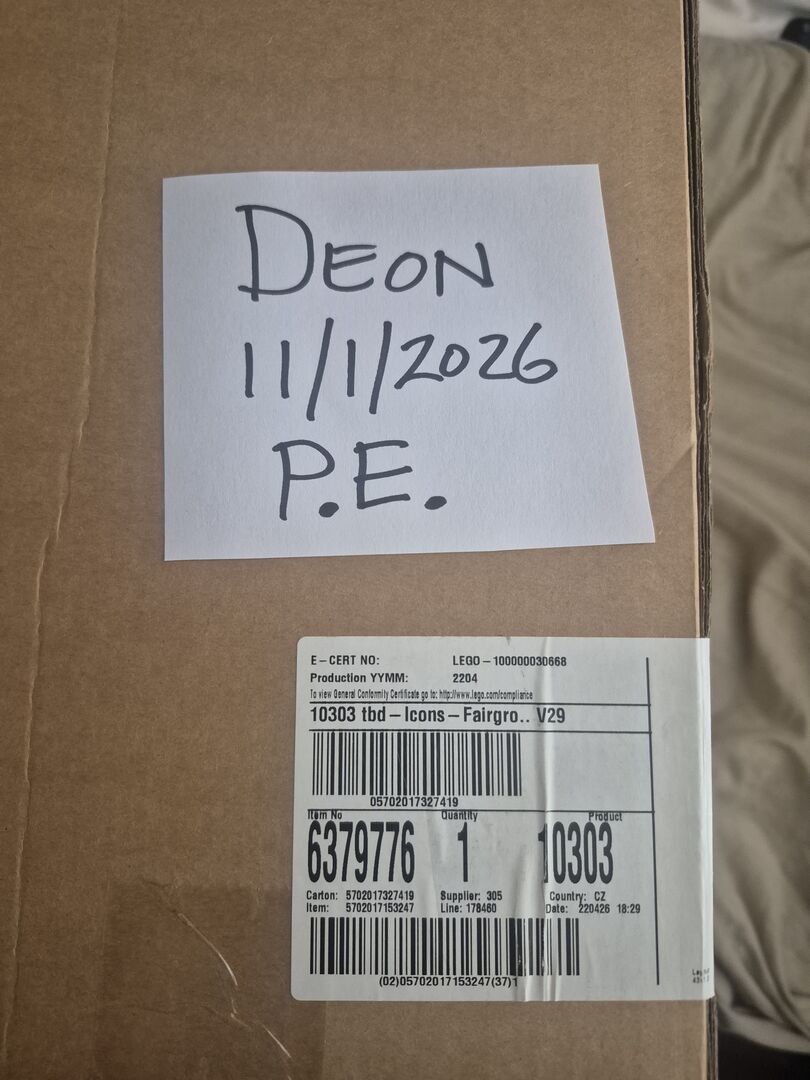 DEON
11/1/2026
P.E.
E–CERT NO: LEGO – 100000030668
Production YYMM: 2204
To view General Conformity Certificate go to: http://www.lego.com/compliance
10303 tbd – Icons – Fairgro.. V29
05702017327419
Item No Quantity Product
6379776 1 10303
Carton: 5702017327419 Supplier: 305 Country: CZ
Item: 5702017153247 Line: 178460 Date: 220426 18:29
(02)05702017153247(37)1